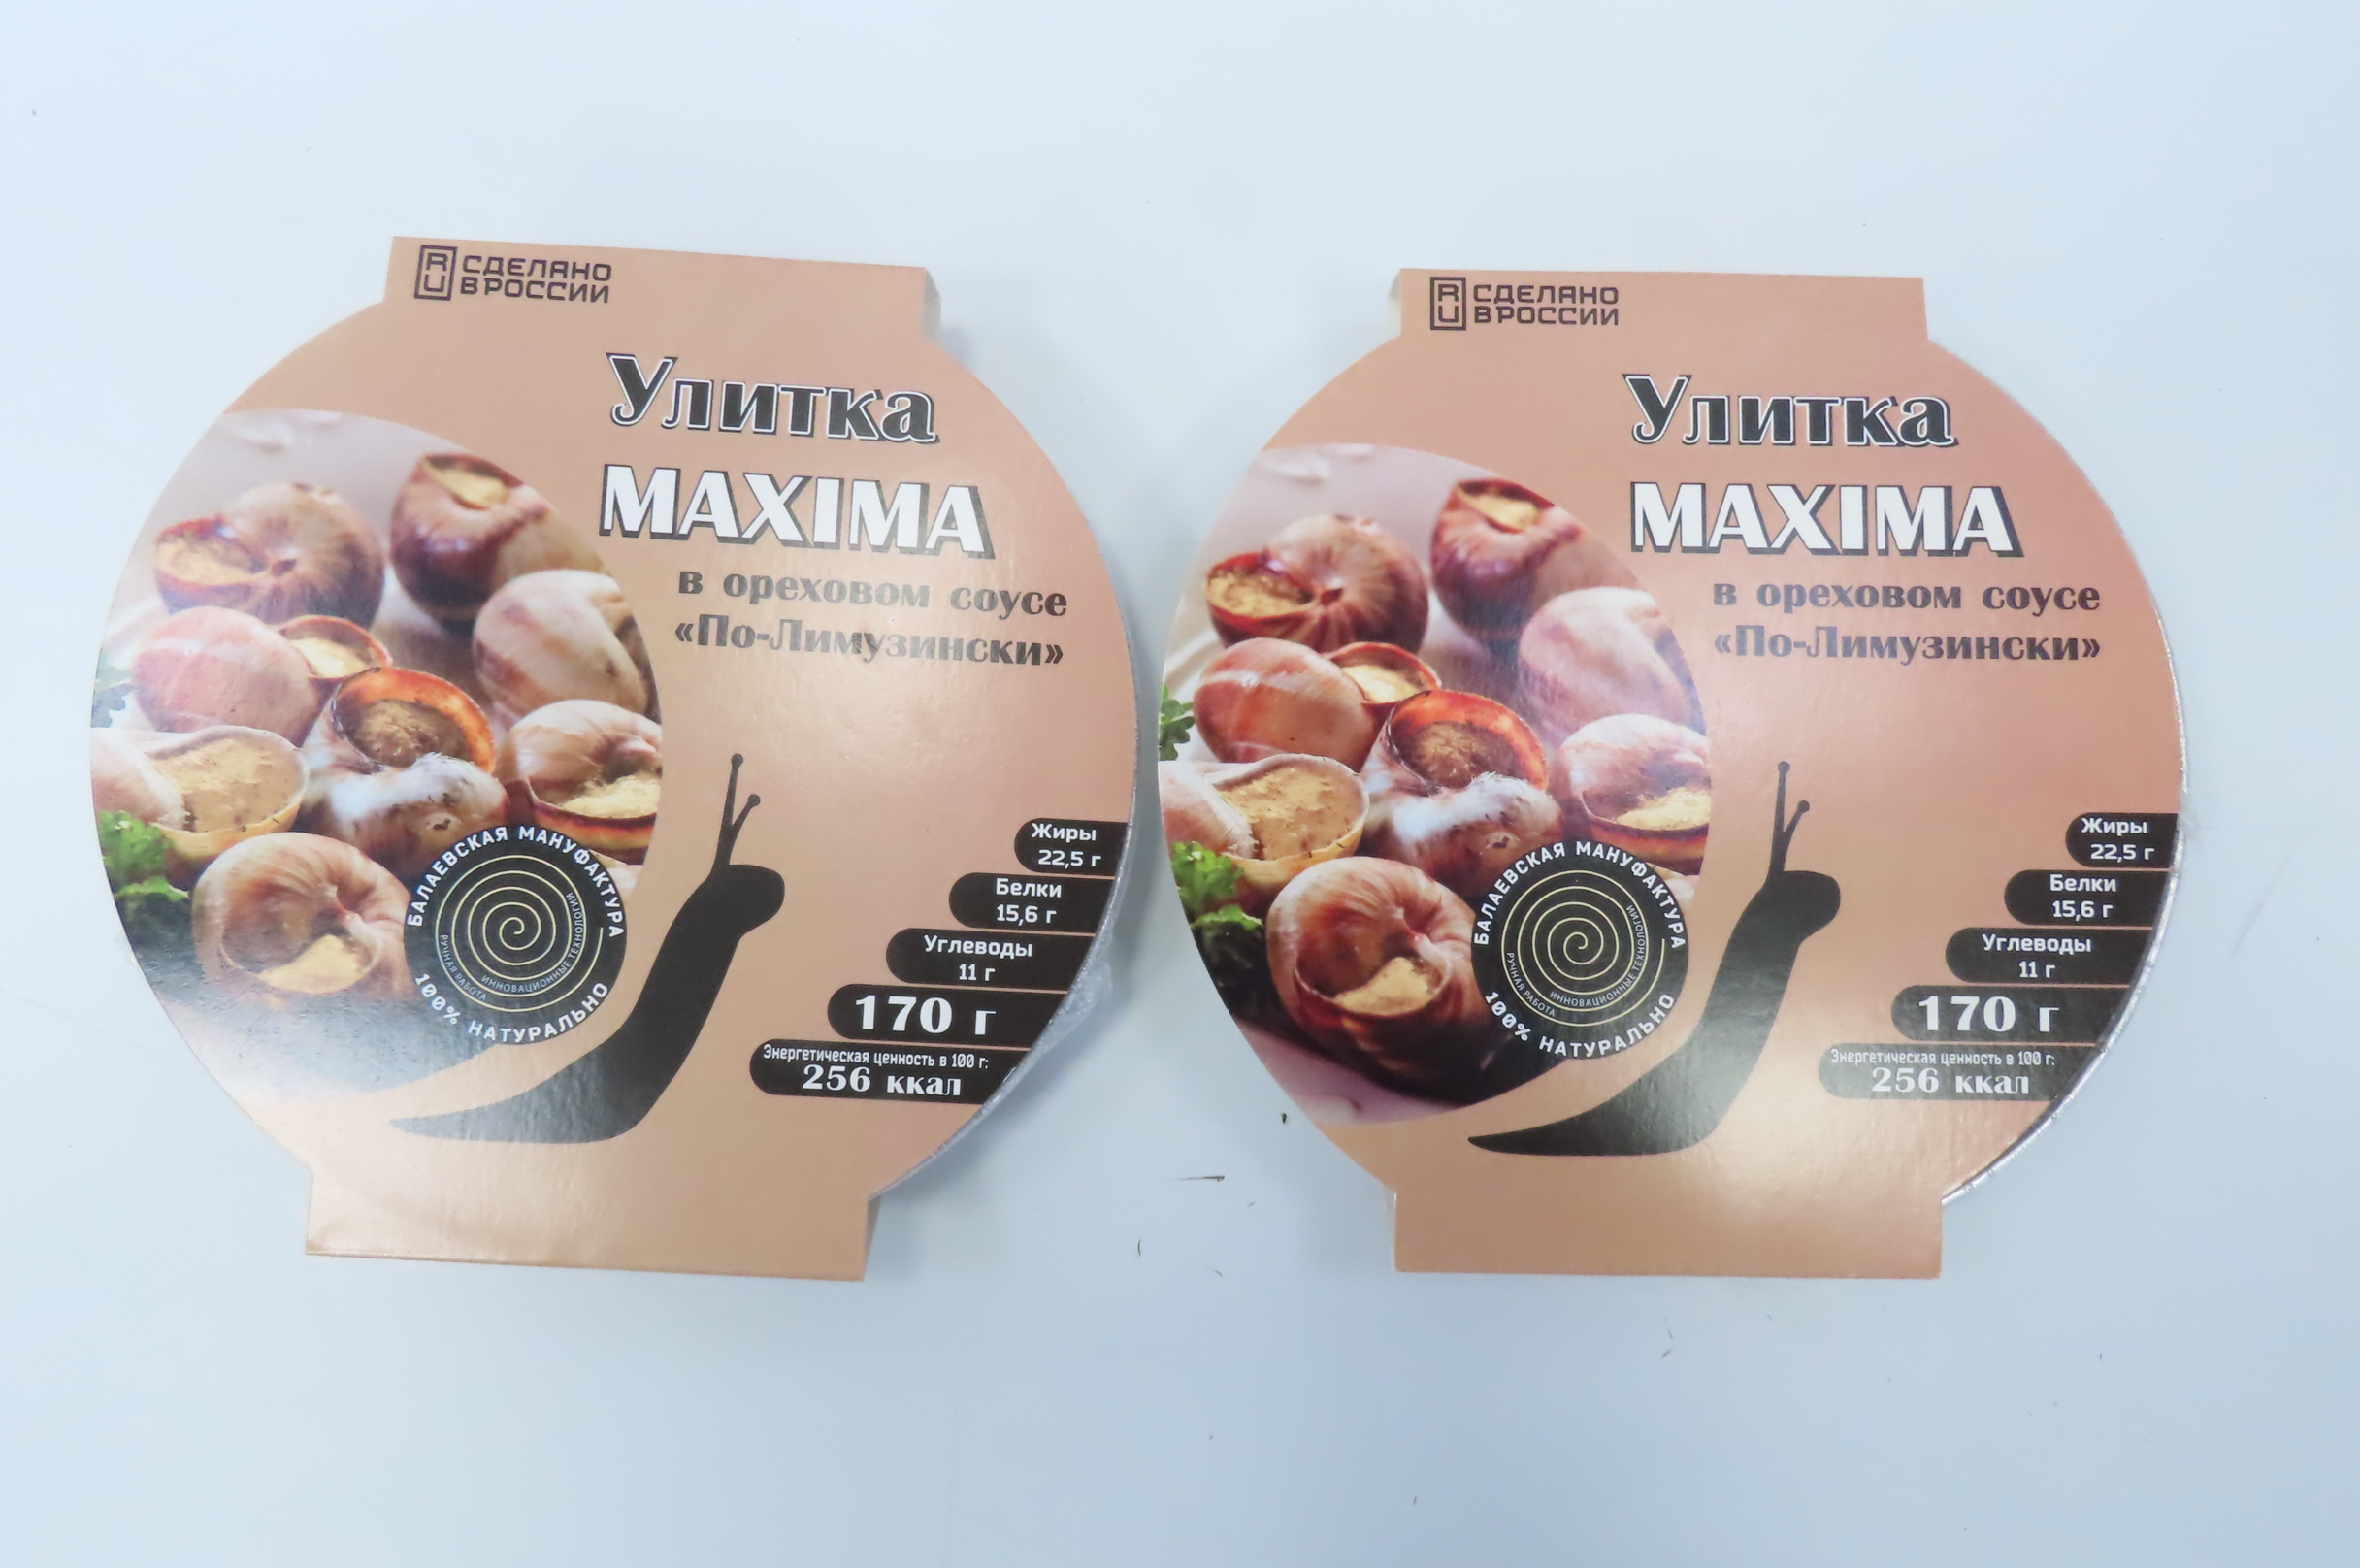 RU
СДЕЛАНО
В РОССИИ
Улитка
MAXIMA
в ореховом соусе
«По-Лимузински»
Жиры
22,5 г
Белки
15,6 г
Углеводы
11 г
170 г
Энергетическая ценность в 100 г:
256 ккал
БАЛАЕВСКАЯ МАНУФАКТУРА
РУЧНАЯ РАБОТА
ИННОВАЦИОННЫЕ ТЕХНОЛОГИИ
100% НАТУРАЛЬНО
RU
СДЕЛАНО
В РОССИИ
Улитка
MAXIMA
в ореховом соусе
«По-Лимузински»
Жиры
22,5 г
Белки
15,6 г
Углеводы
11 г
170 г
Энергетическая ценность в 100 г:
256 ккал
БАЛАЕВСКАЯ МАНУФАКТУРА
РУЧНАЯ РАБОТА
ИННОВАЦИОННЫЕ ТЕХНОЛОГИИ
100% НАТУРАЛЬНО